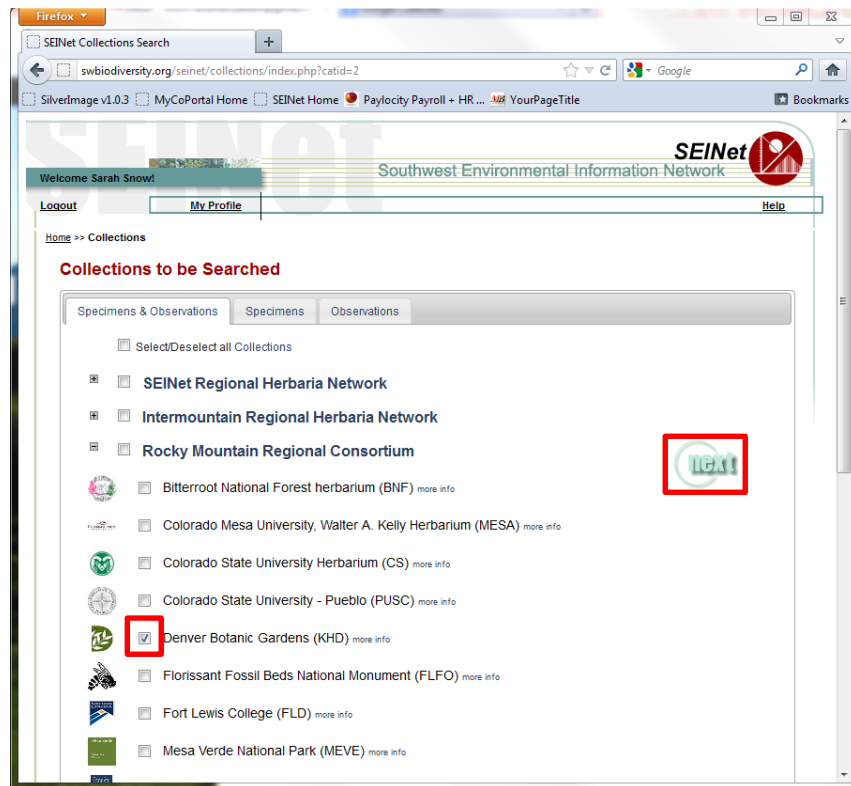 Firefox
SEINet Collections Search
swbiodiversity.org/seinet/collections/index.php?catid=2
Google
SilverImage v1.0.3 MyCoPortal Home SEINet Home Paylocity Payroll + HR ... YourPageTitle Bookmarks
SEINet
SEINet
Southwest Environmental Information Network
Welcome Sarah Snow!
Logout My Profile Help
Home >> Collections
Collections to be Searched
Specimens & Observations Specimens Observations
Select/Deselect all Collections
SEINet Regional Herbaria Network
Intermountain Regional Herbaria Network
Rocky Mountain Regional Consortium
next
Bitterroot National Forest herbarium (BNF) more info
Colorado Mesa University, Walter A. Kelly Herbarium (MESA) more info
Colorado State University Herbarium (CS) more info
Colorado State University - Pueblo (PUSC) more info
Denver Botanic Gardens (KHD) more info
Florissant Fossil Beds National Monument (FLFO) more info
Fort Lewis College (FLD) more info
Mesa Verde National Park (MEVE) more info